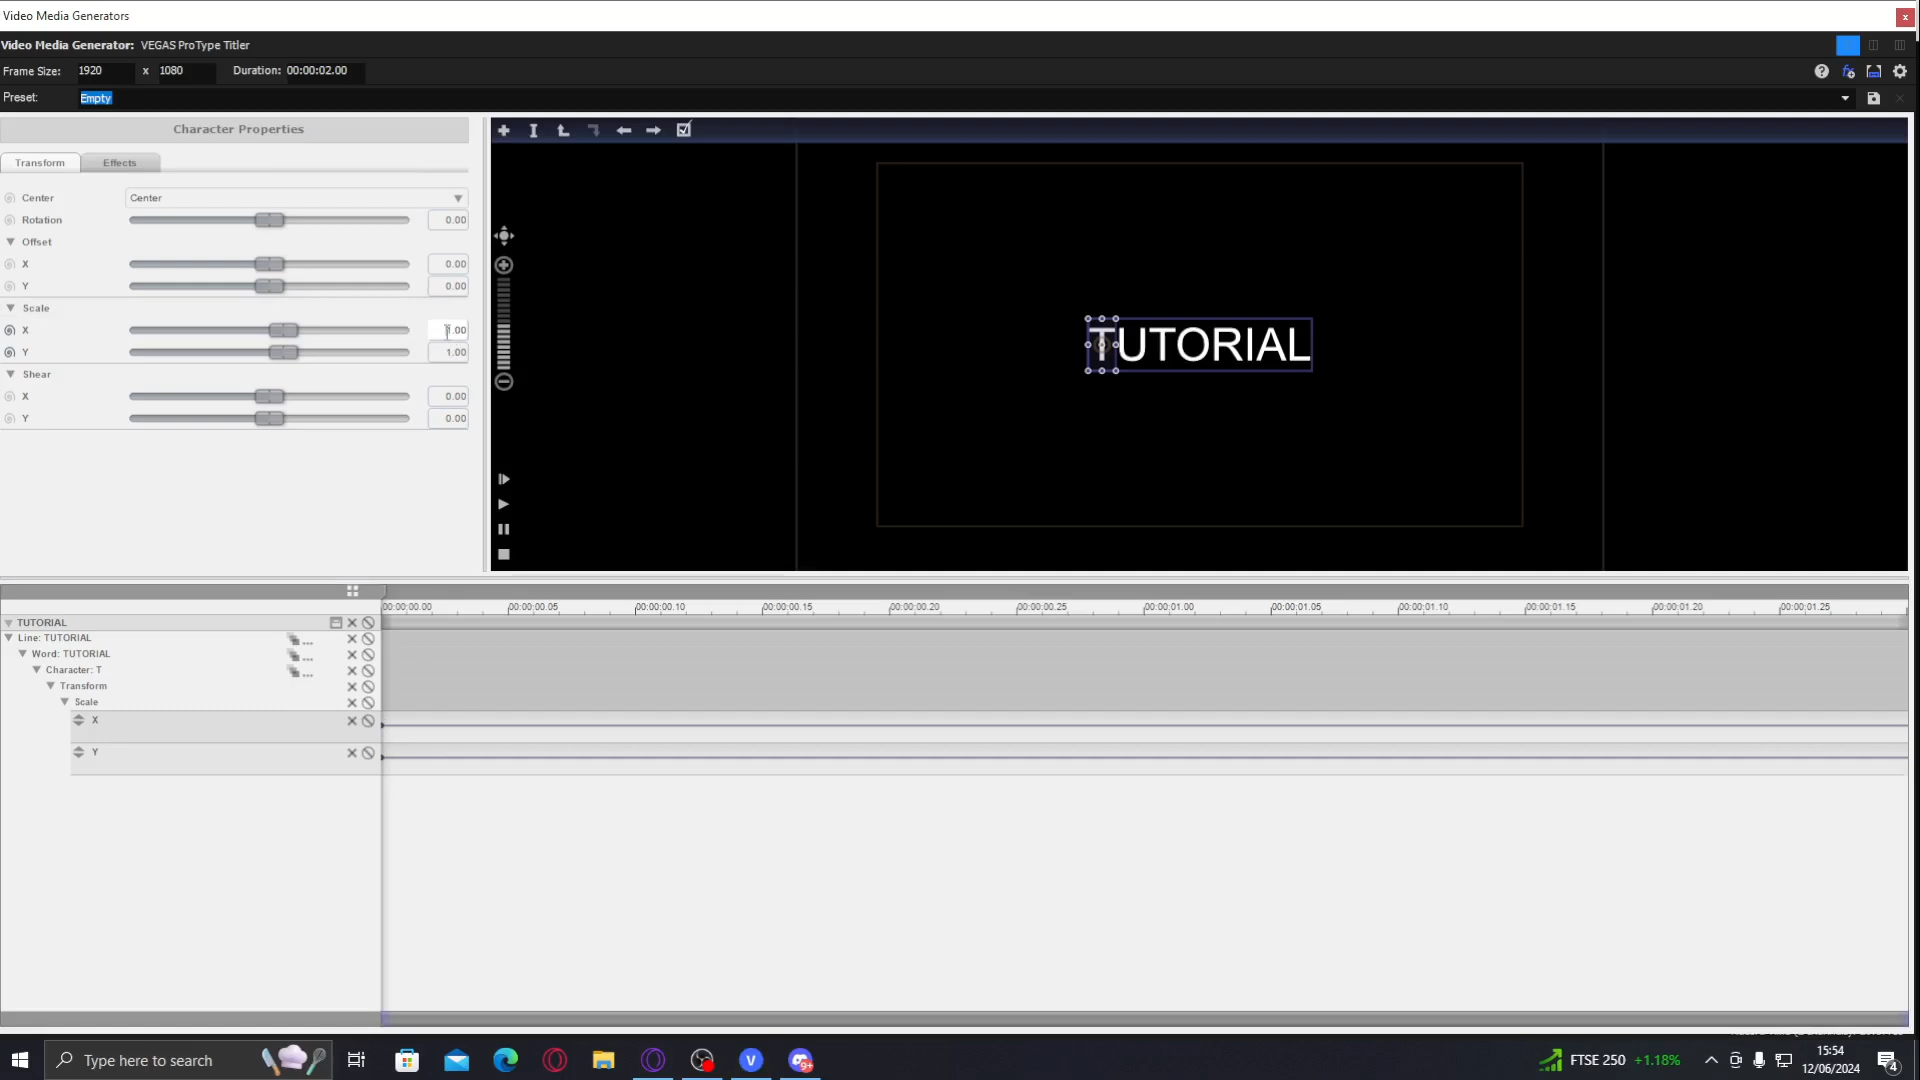 Video Media Generators
Video Media Generator: VEGAS ProType Titler
Frame Size: 1920 x 1080 Duration: 00:00:02.00
Preset: Empty
Character Properties
Transform Effects
Center Center
Rotation 0.00
Offset
X 0.00
Y 0.00
Scale
X 1.00
Y 1.00
Shear
X 0.00
Y 0.00
TUTORIAL
00:00:00.00 00:00:00.05 00:00:00.10 00:00:00.15 00:00:00.20 00:00:00.25 00:00:01.00 00:00:01.05 00:00:01.10 00:00:01.15 00:00:01.20 00:00:01.25
TUTORIAL
Line: TUTORIAL ...
Word: TUTORIAL ...
Character: T ...
Transform
Scale
X
Y
Type here to search
9+
FTSE 250 +1.18%
15:54
12/06/2024
4